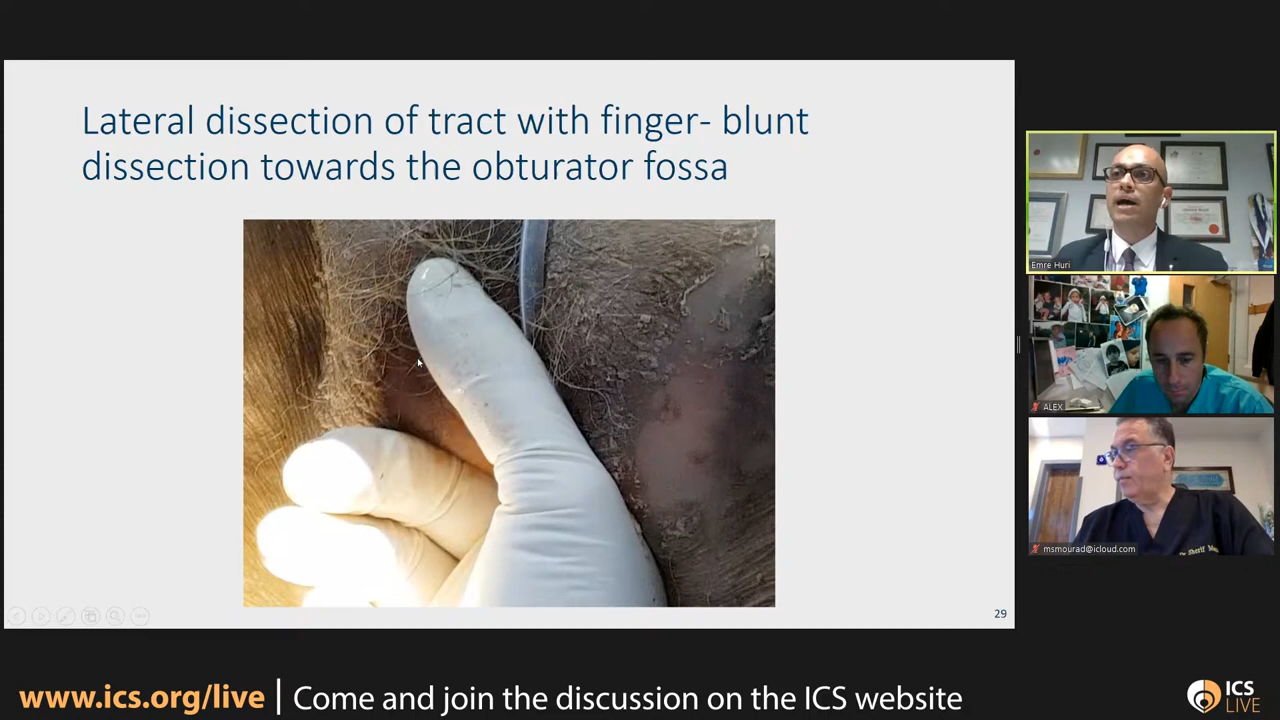 Lateral dissection of tract with finger- blunt
dissection towards the obturator fossa
29
Emre Huri
ALEX
msmourad@icloud.com
www.ics.org/live | Come and join the discussion on the ICS website
ICS
LIVE